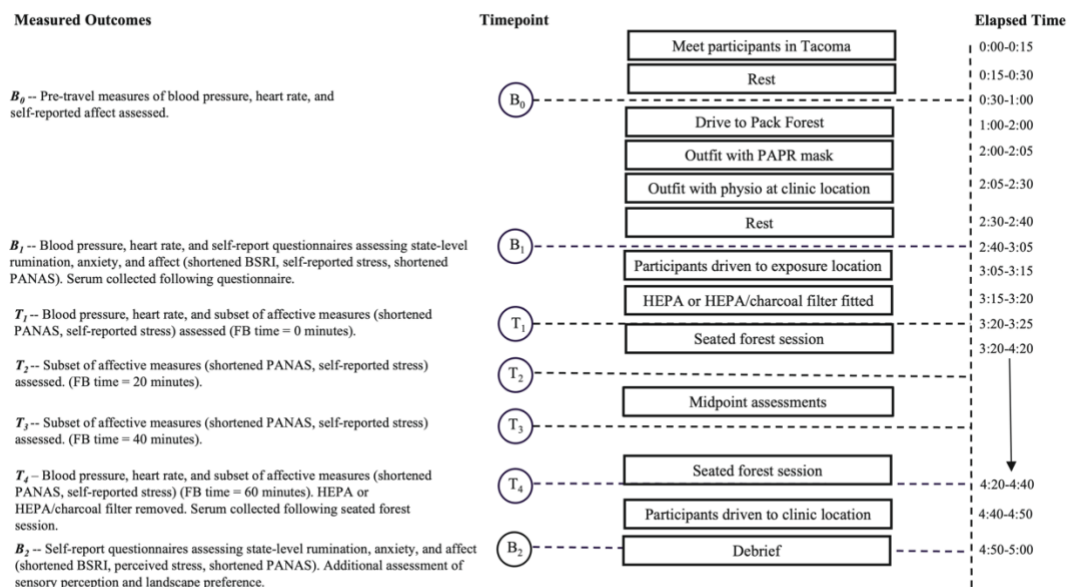 Measured Outcomes
Timepoint
Elapsed Time
Meet participants in Tacoma
0:00-0:15
Rest
0:15-0:30
B0 -- Pre-travel measures of blood pressure, heart rate, and
self-reported affect assessed.
B0
0:30-1:00
Drive to Pack Forest
1:00-2:00
Outfit with PAPR mask
2:00-2:05
Outfit with physio at clinic location
2:05-2:30
Rest
2:30-2:40
B1 -- Blood pressure, heart rate, and self-report questionnaires assessing state-level
rumination, anxiety, and affect (shortened BSRI, self-reported stress, shortened
PANAS). Serum collected following questionnaire.
B1
2:40-3:05
Participants driven to exposure location
3:05-3:15
HEPA or HEPA/charcoal filter fitted
3:15-3:20
T1 -- Blood pressure, heart rate, and subset of affective measures (shortened
PANAS, self-reported stress) assessed (FB time = 0 minutes).
T1
3:20-3:25
Seated forest session
3:20-4:20
T2 -- Subset of affective measures (shortened PANAS, self-reported stress)
assessed. (FB time = 20 minutes).
T2
Midpoint assessments
T3 -- Subset of affective measures (shortened PANAS, self-reported stress)
assessed. (FB time = 40 minutes).
T3
Seated forest session
T4 – Blood pressure, heart rate, and subset of affective measures (shortened
PANAS, self-reported stress) (FB time = 60 minutes). HEPA or
HEPA/charcoal filter removed. Serum collected following seated forest
session.
T4
4:20-4:40
Participants driven to clinic location
4:40-4:50
B2 -- Self-report questionnaires assessing state-level rumination, anxiety, and affect
(shortened BSRI, perceived stress, shortened PANAS). Additional assessment of
sensory perception and landscape preference.
B2
Debrief
4:50-5:00